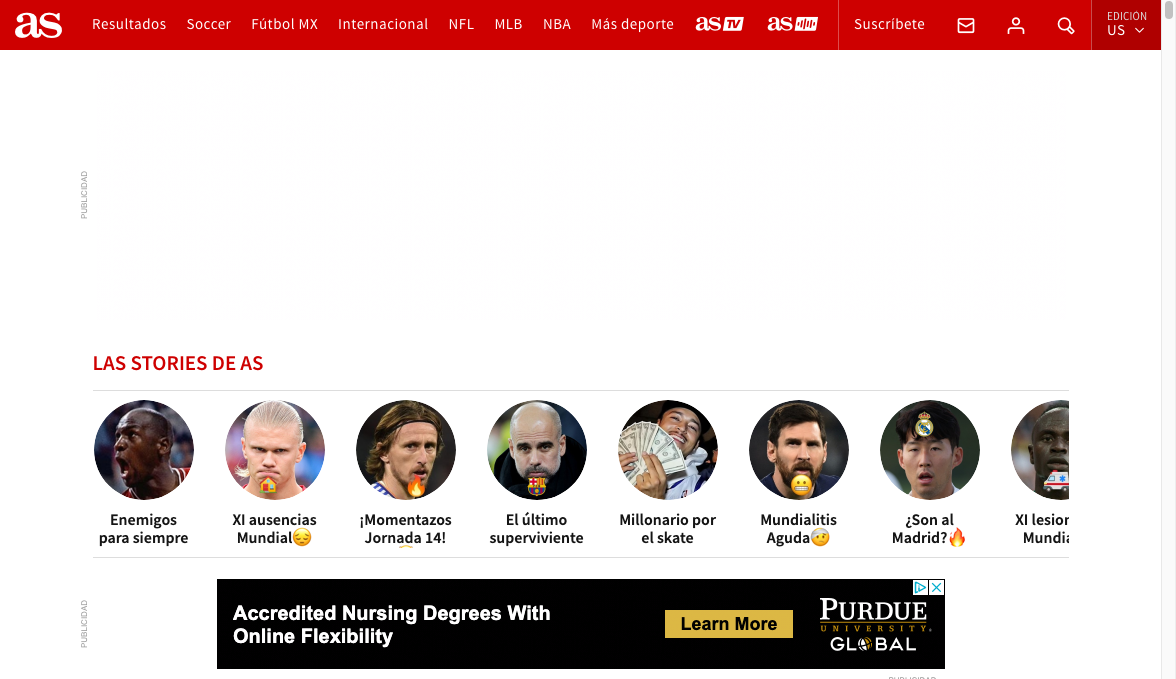 as
Resultados
Soccer
Fútbol MX
Internacional
NFL
MLB
NBA
Más deporte
as TV
as
Suscríbete
EDICIÓN
US
PUBLICIDAD
LAS STORIES DE AS
Enemigos
para siempre
XI ausencias
Mundial😔
¡Momentazos
Jornada 14!
El último
superviviente
Millonario por
el skate
Mundialitis
Aguda🤕
¿Son al
Madrid?🔥
XI lesior
Mundia
PUBLICIDAD
Accredited Nursing Degrees With
Online Flexibility
Learn More
PURDUE
UNIVERSITY
GLOBAL
PUBLICIDAD